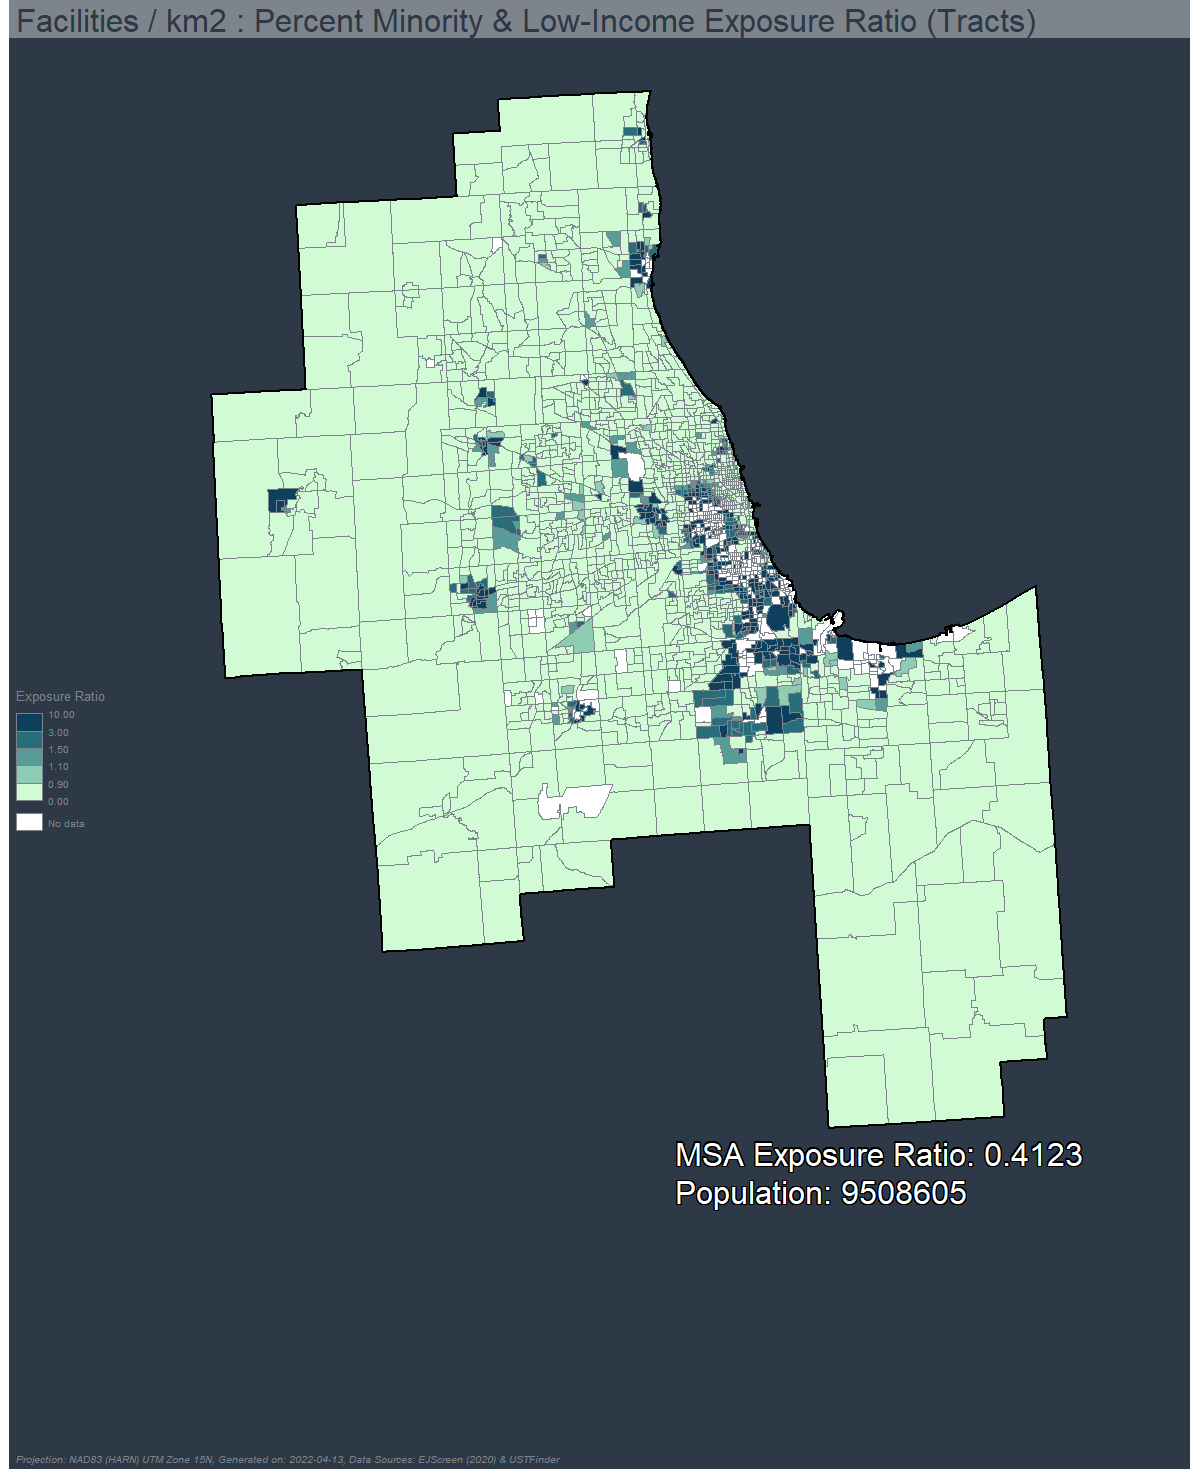 Facilities / km2 : Percent Minority & Low-Income Exposure Ratio (Tracts)
Exposure Ratio
10.00
3.00
1.50
1.10
0.90
0.00
No data
MSA Exposure Ratio: 0.4123
Population: 9508605
Projection: NAD83 (HARN) UTM Zone 15N, Generated on: 2022-04-13, Data Sources: EJScreen (2020) & USTFinder